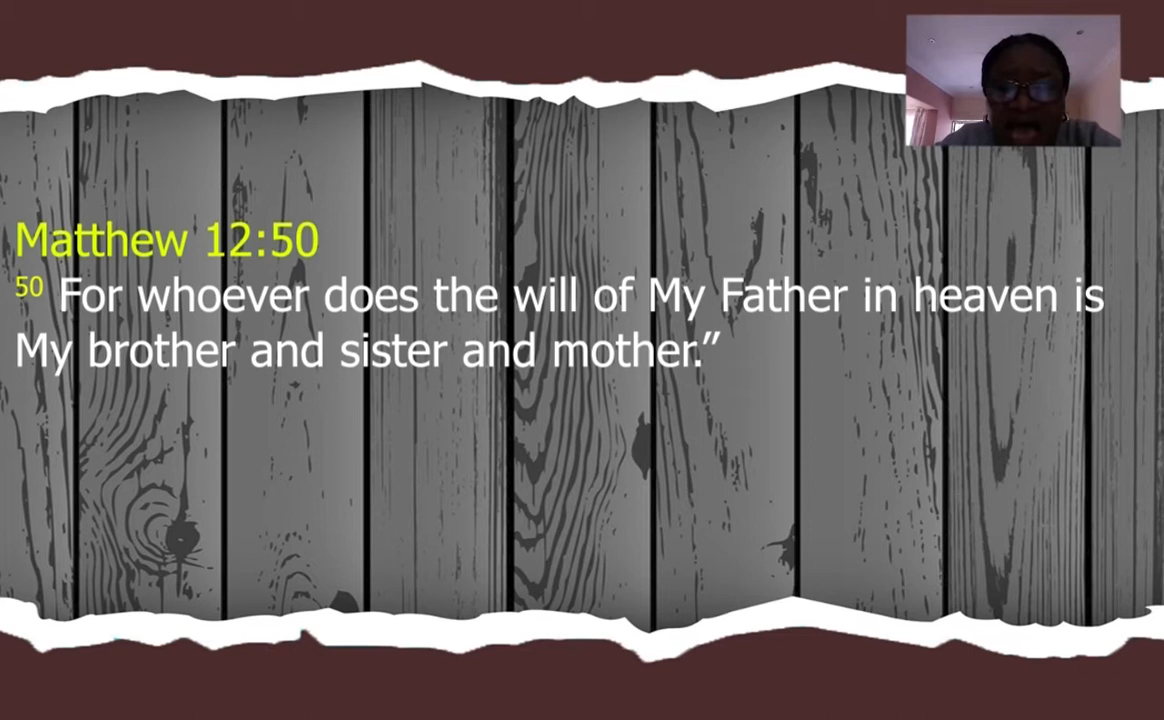 Matthew 12:50
50 For whoever does the will of My Father in heaven is
My brother and sister and mother.”